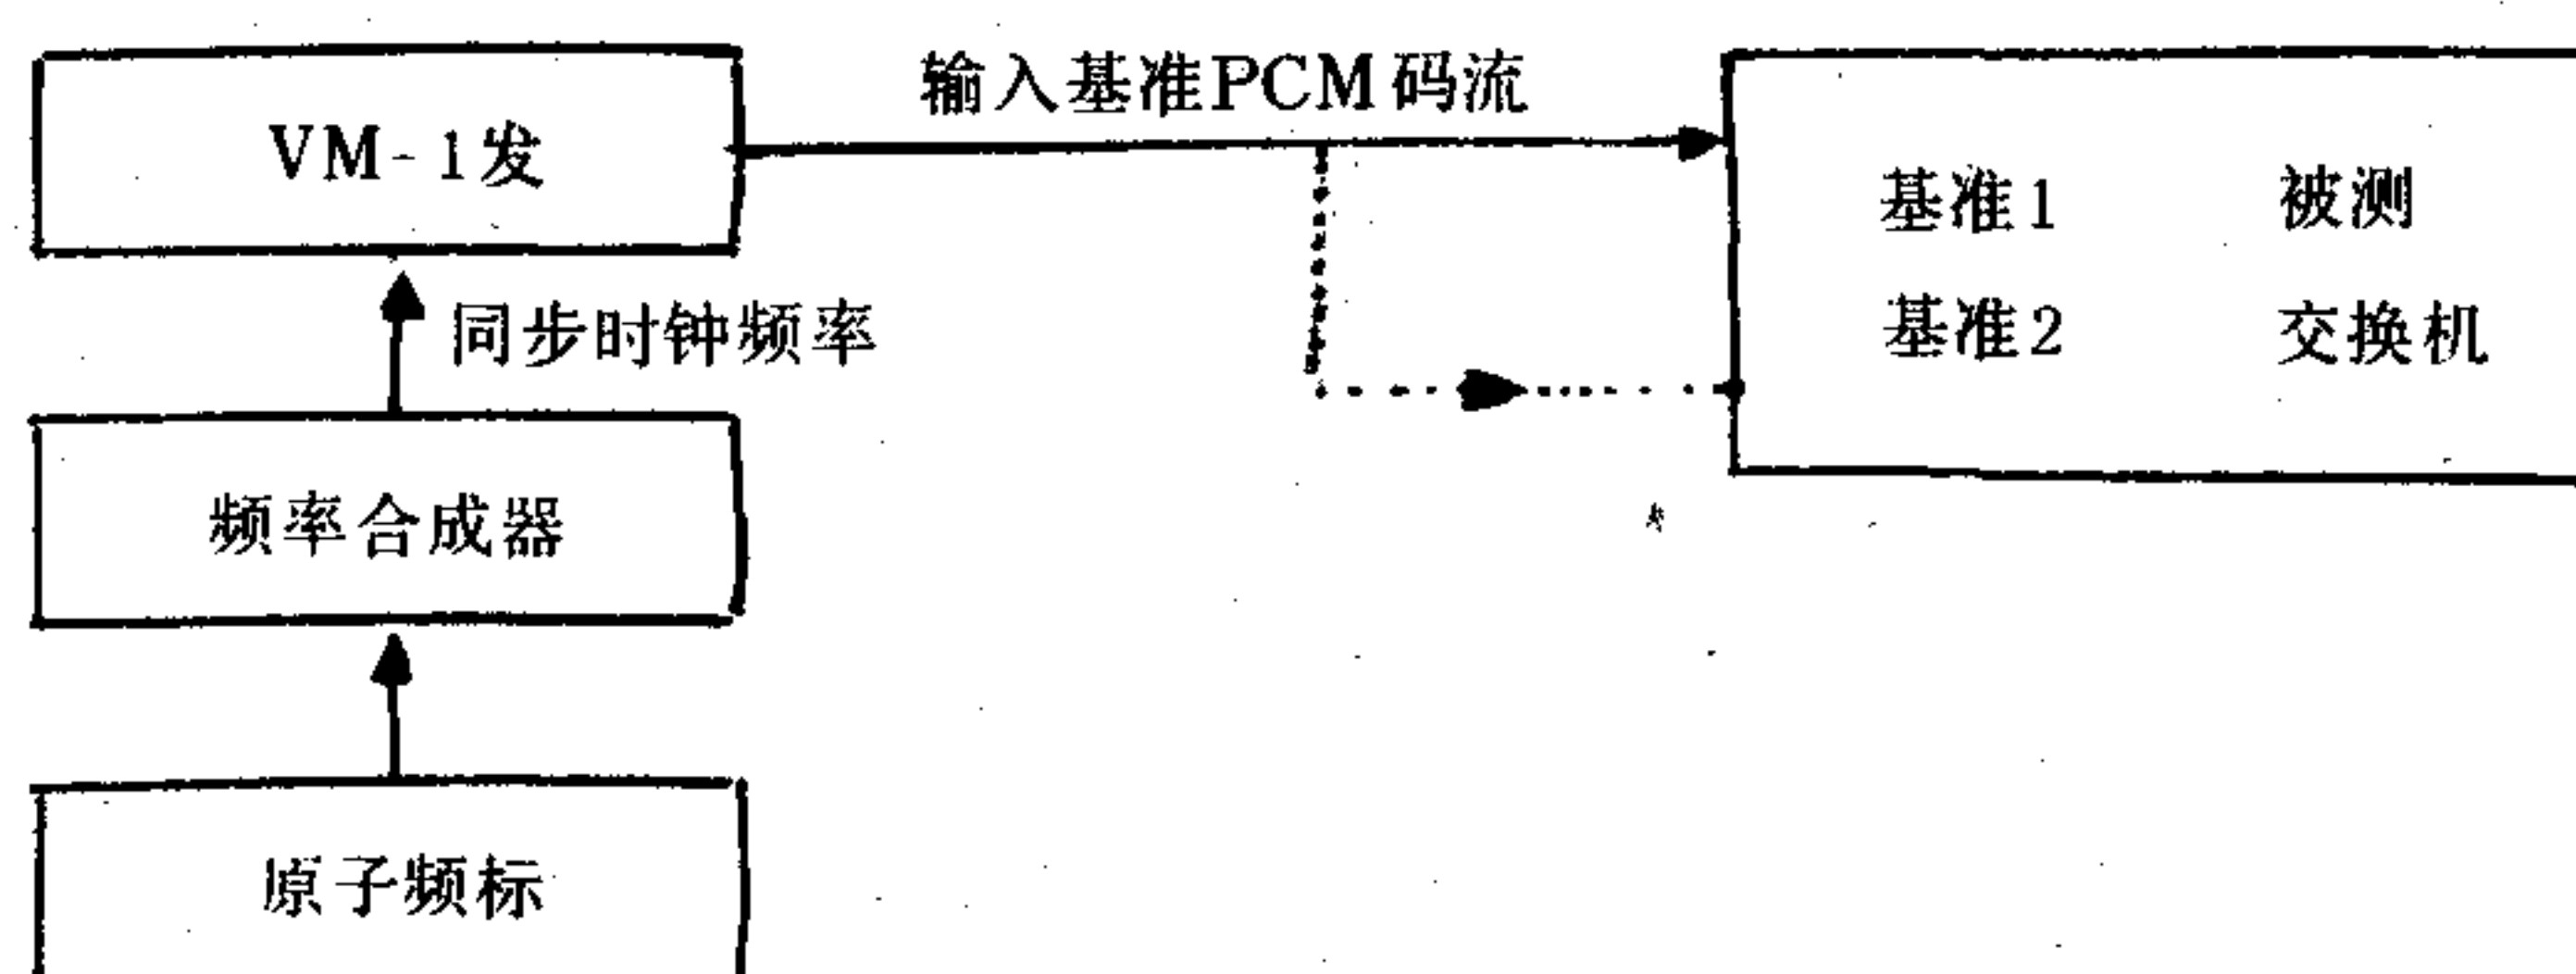 VM-1发
输入基准PCM码流
基准1 被测
基准2 交换机
同步时钟频率
频率合成器
原子频标